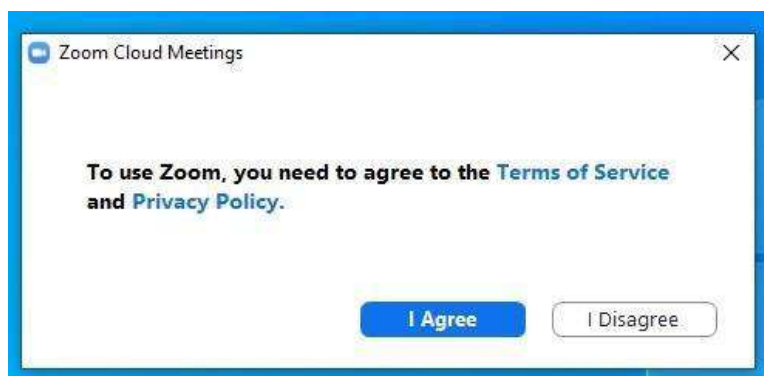 Zoom Cloud Meetings
To use Zoom, you need to agree to the Terms of Service
and Privacy Policy.
I Agree
I Disagree